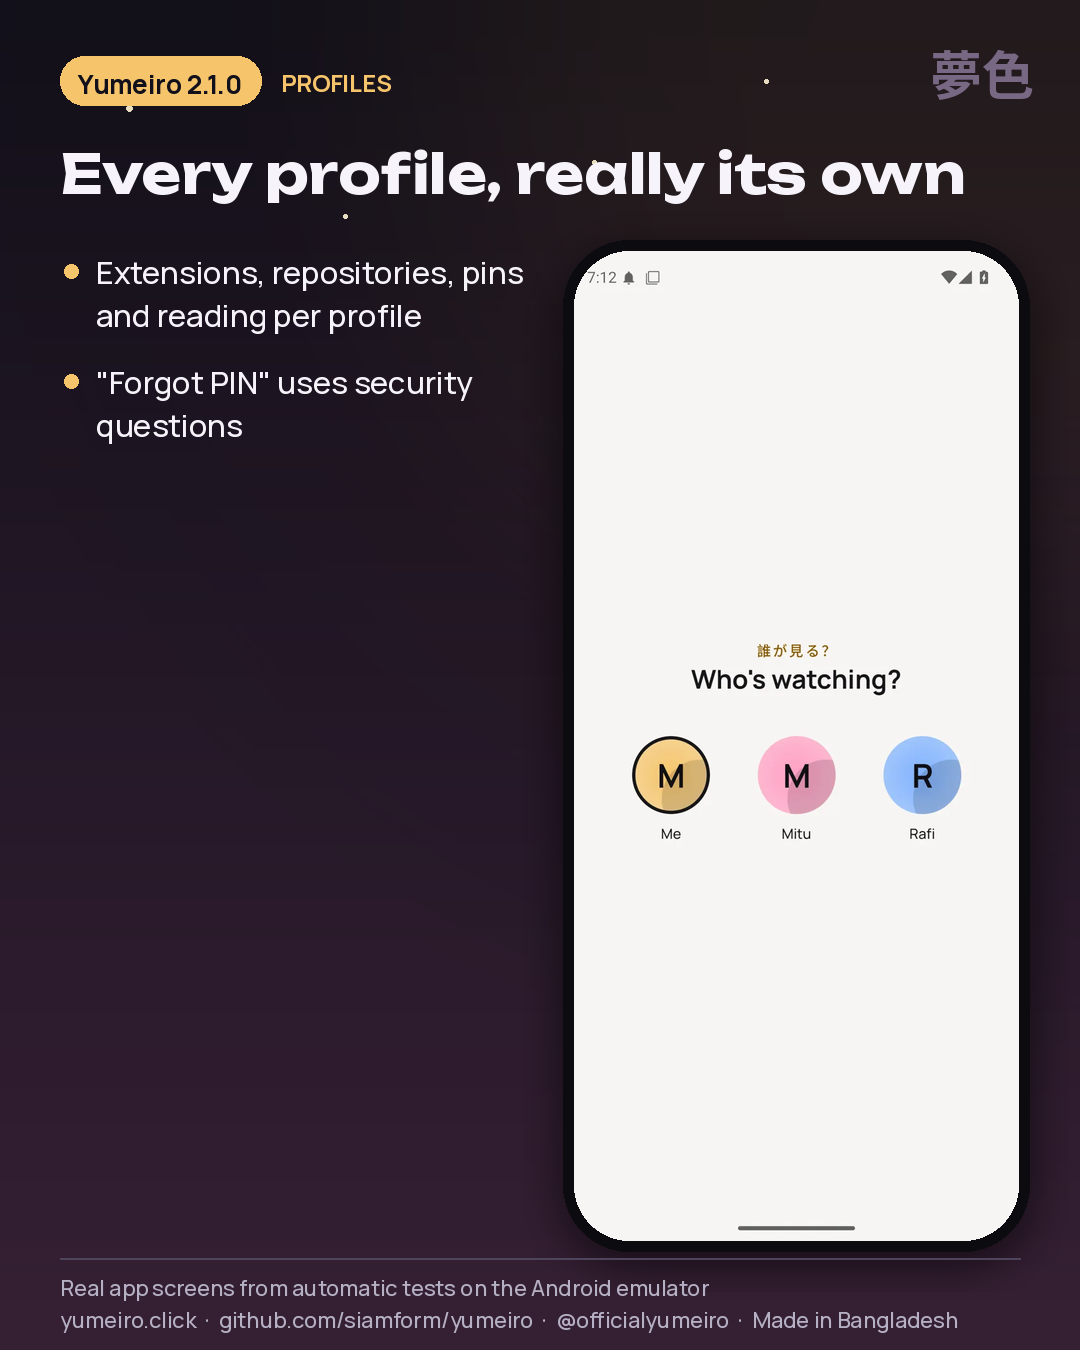 Yumeiro 2.1.0 PROFILES 夢色
Every profile, really its own
Extensions, repositories, pins
and reading per profile
"Forgot PIN" uses security
questions
7:12
誰が見る?
Who's watching?
M M R
Me Mitu Rafi
Real app screens from automatic tests on the Android emulator
yumeiro.click · github.com/siamform/yumeiro · @officialyumeiro · Made in Bangladesh